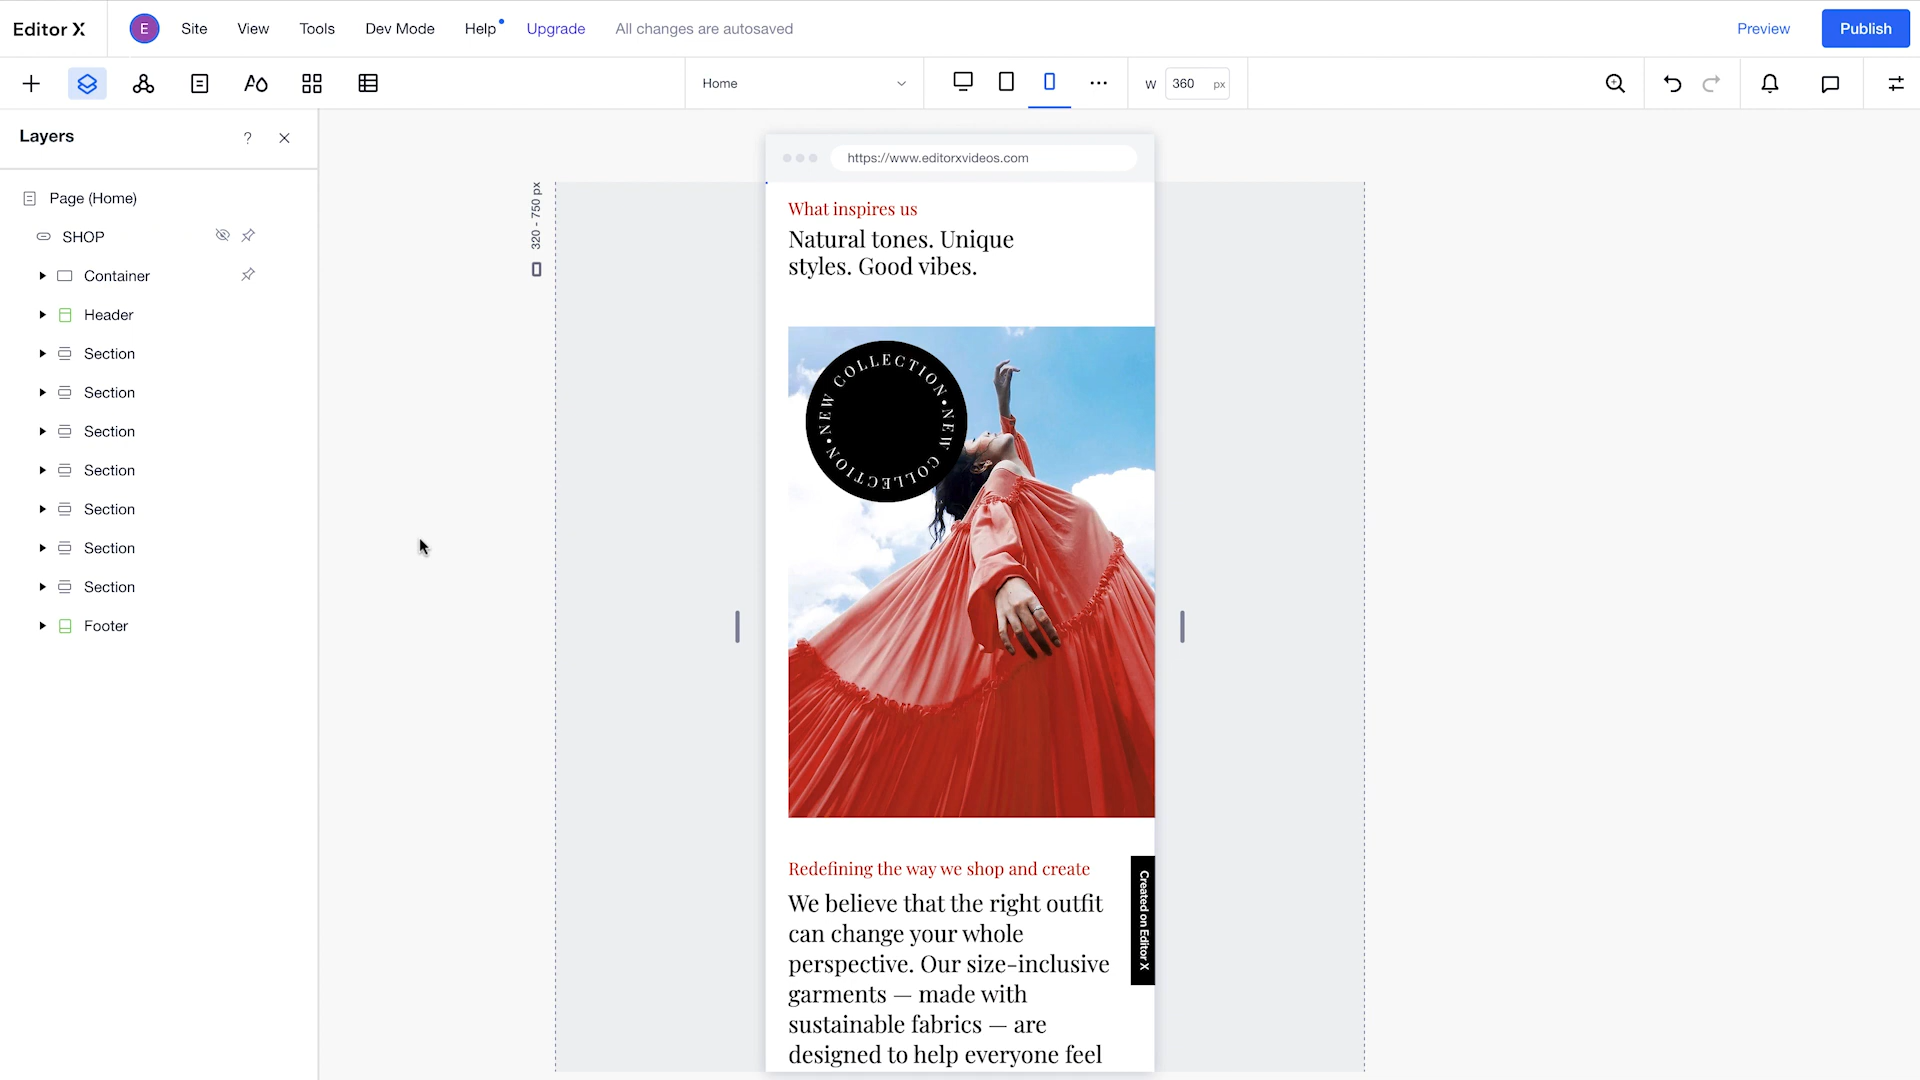 Editor X
E
Site
View
Tools
Dev Mode
Help
Upgrade
All changes are autosaved
Preview
Publish
Home
W
360
px
Layers
?
Page (Home)
SHOP
Container
Header
Section
Section
Section
Section
Section
Section
Section
Footer
320 - 750 px
https://www.editorxvideos.com
What inspires us
Natural tones. Unique
styles. Good vibes.
NEW COLLECTION • NEW COLLECTION •
Redefining the way we shop and create
We believe that the right outfit
can change your whole
perspective. Our size-inclusive
garments — made with
sustainable fabrics — are
designed to help everyone feel
Created on Editor X